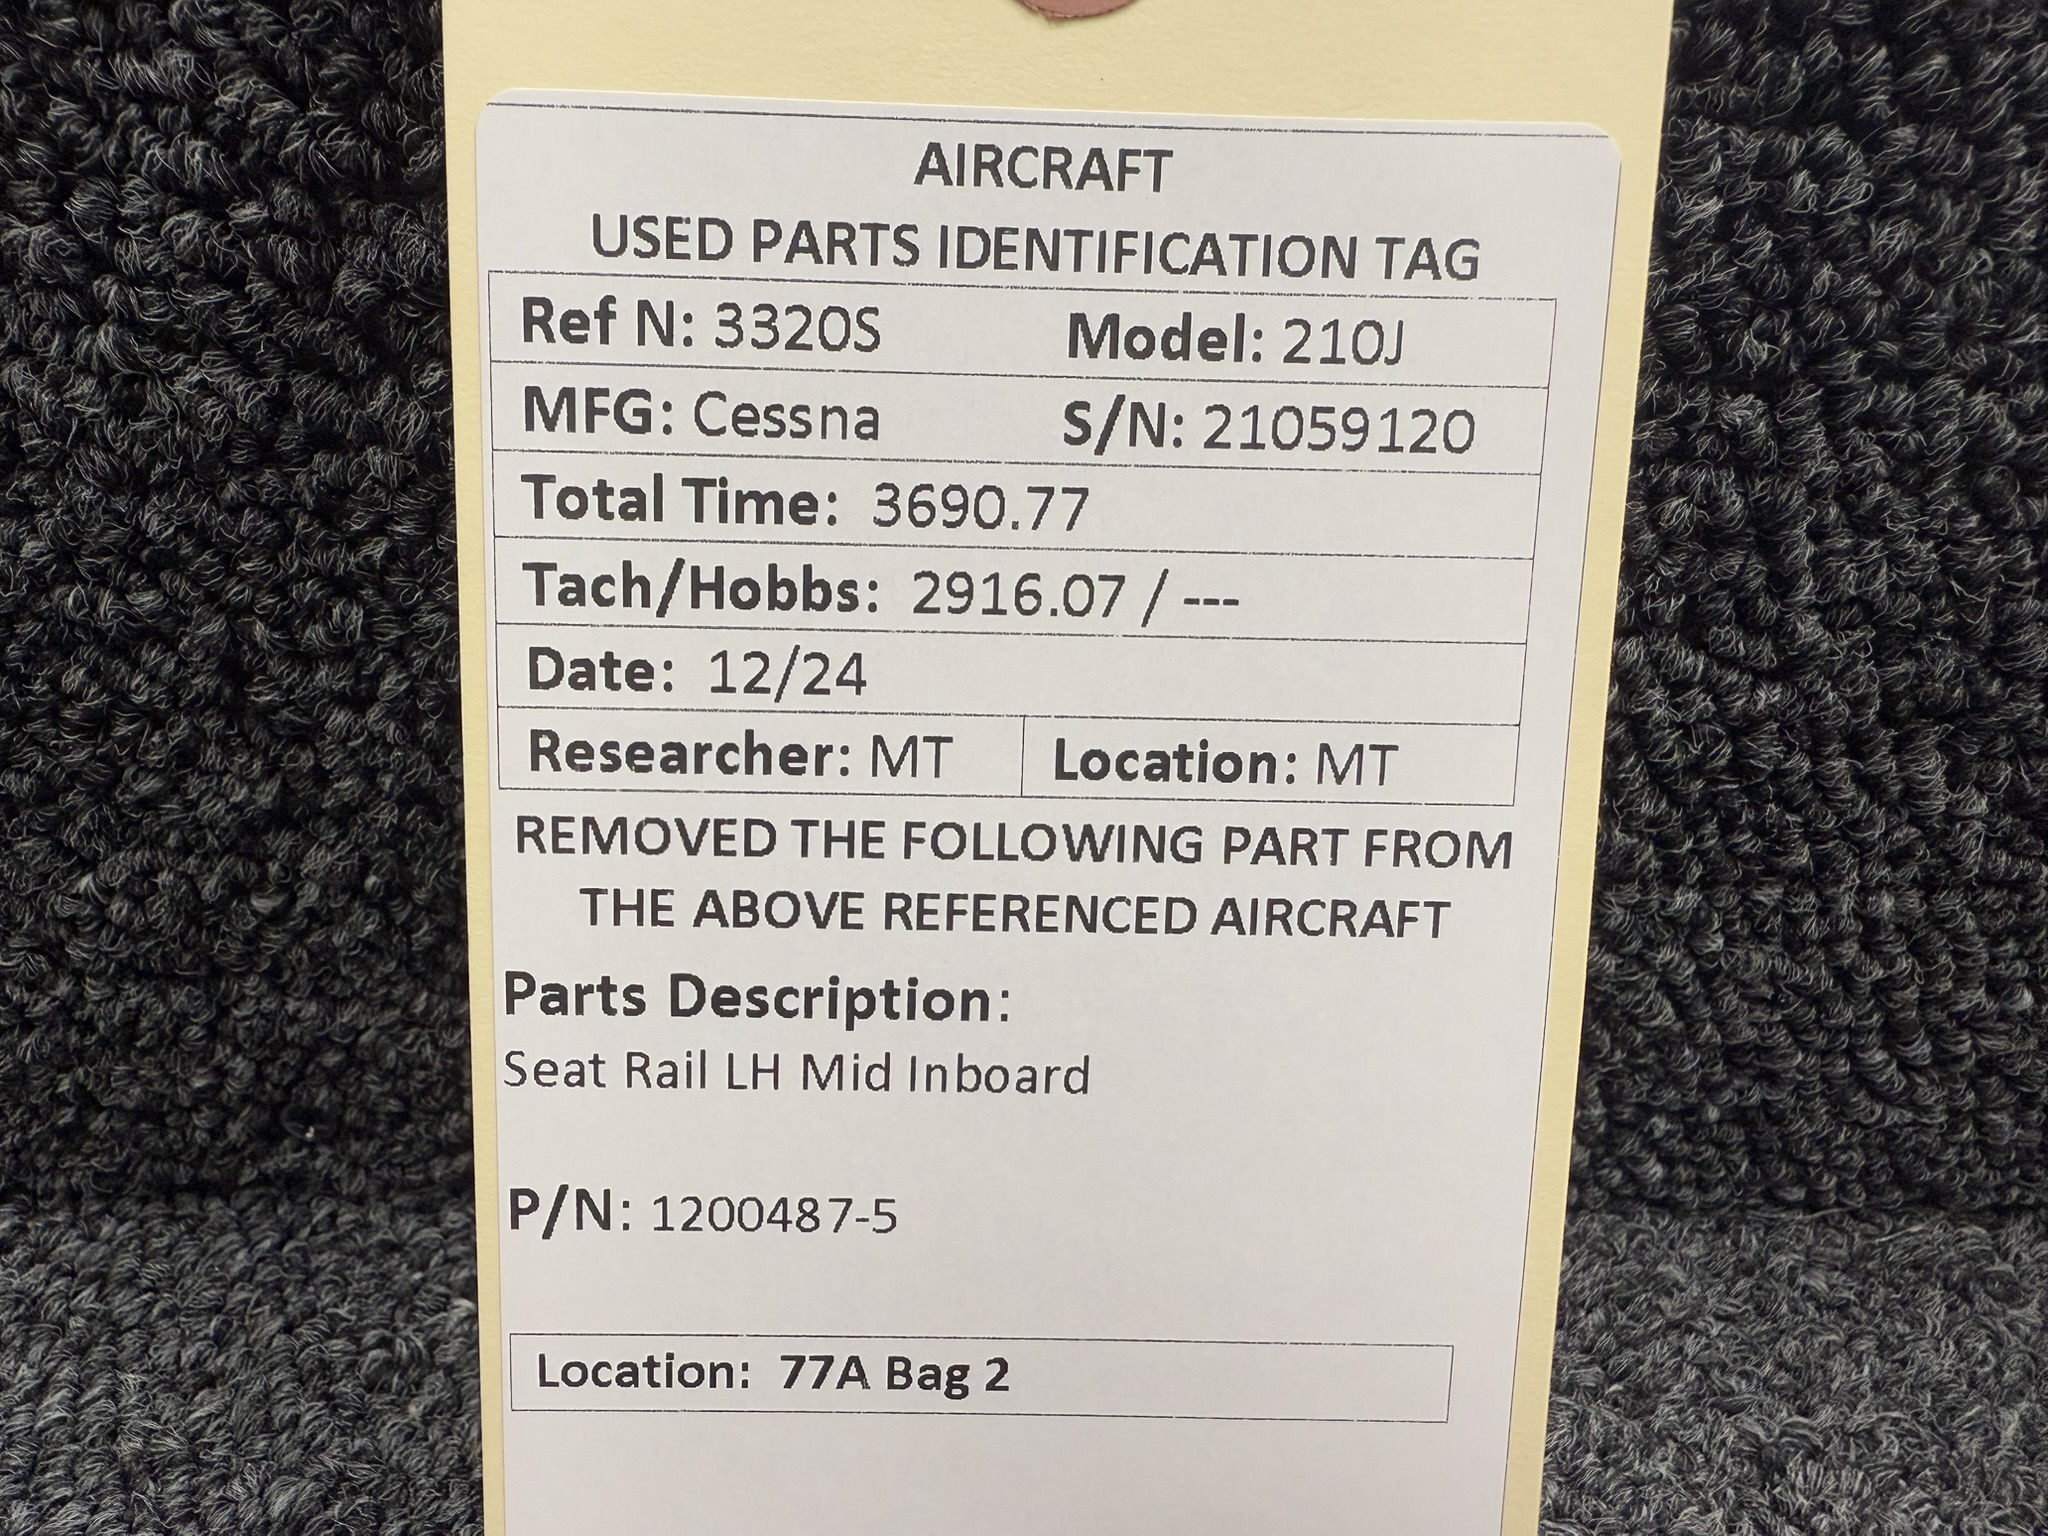 AIRCRAFT
USED PARTS IDENTIFICATION TAG
Ref N: 3320S Model: 210J
MFG: Cessna S/N: 21059120
Total Time: 3690.77
Tach/Hobbs: 2916.07 / ---
Date: 12/24
Researcher: MT Location: MT
REMOVED THE FOLLOWING PART FROM
THE ABOVE REFERENCED AIRCRAFT
Parts Description:
Seat Rail LH Mid Inboard
P/N: 1200487-5
Location: 77A Bag 2